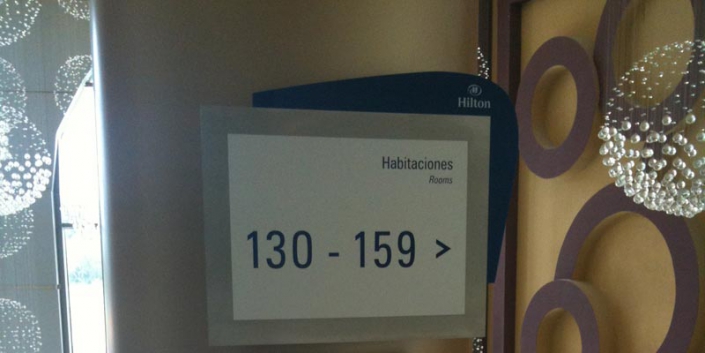 Hilton
Habitaciones
Rooms
130 - 159 >